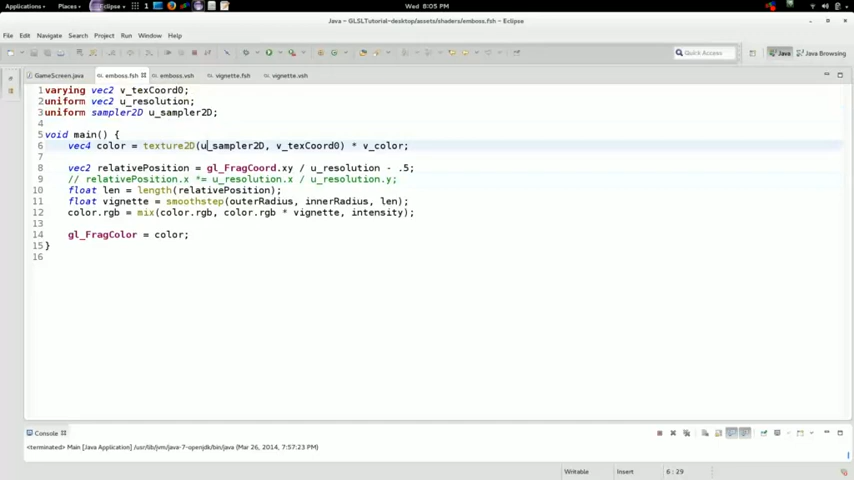 Applications Places Eclipse 1 Wed 8:05 PM
Java - GLSLTutorial-desktop/assets/shaders/emboss.fsh - Eclipse
File Edit Navigate Search Project Run Window Help
Quick Access Java Java Browsing
GameScreen.java emboss.fsh emboss.vsh vignette.fsh vignette.vsh
1 varying vec2 v_texCoord0;
2 uniform vec2 u_resolution;
3 uniform sampler2D u_sampler2D;
4
5 void main() {
6 vec4 color = texture2D(u_sampler2D, v_texCoord0) * v_color;
7
8 vec2 relativePosition = gl_FragCoord.xy / u_resolution - .5;
9 // relativePosition.x *= u_resolution.x / u_resolution.y;
10 float len = length(relativePosition);
11 float vignette = smoothstep(outerRadius, innerRadius, len);
12 color.rgb = mix(color.rgb, color.rgb * vignette, intensity);
13
14 gl_FragColor = color;
15 }
16
Console
<terminated> Main [Java Application] /usr/lib/jvm/java-7-openjdk/bin/java (Mar 26, 2014, 7:57:23 PM)
Writable Insert 6 : 29